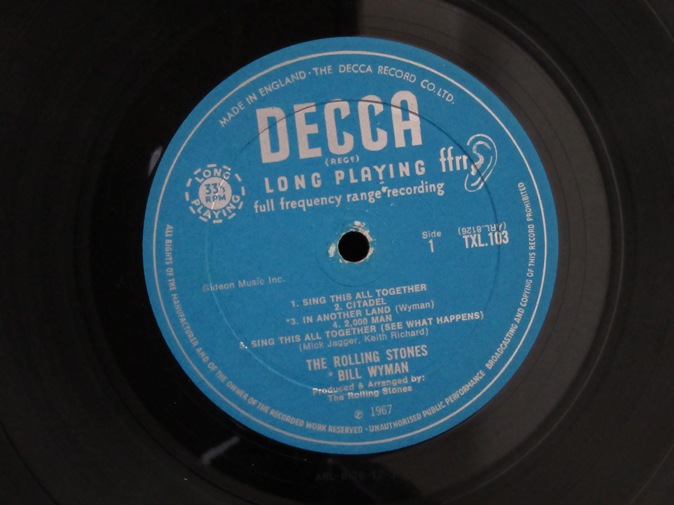 MADE IN ENGLAND · THE DECCA RECORD CO. LTD.
DECCA
(REGᴰ)
LONG PLAYING
ffrr
full frequency range recording
LONG PLAYING
33⅓
RPM
Side
1
(ARL.8126)
TXL.103
Gideon Music Inc.
1. SING THIS ALL TOGETHER
2. CITADEL
*3. IN ANOTHER LAND (Wyman)
4. 2,000 MAN
5. SING THIS ALL TOGETHER (SEE WHAT HAPPENS)
(Mick Jagger, Keith Richard)
THE ROLLING STONES
* BILL WYMAN
Produced & Arranged by:
The Rolling Stones
℗ 1967
ALL RIGHTS OF THE MANUFACTURER AND OF THE OWNER OF THE RECORDED WORK RESERVED · UNAUTHORISED PUBLIC PERFORMANCE · BROADCASTING AND COPYING OF THIS RECORD PROHIBITED